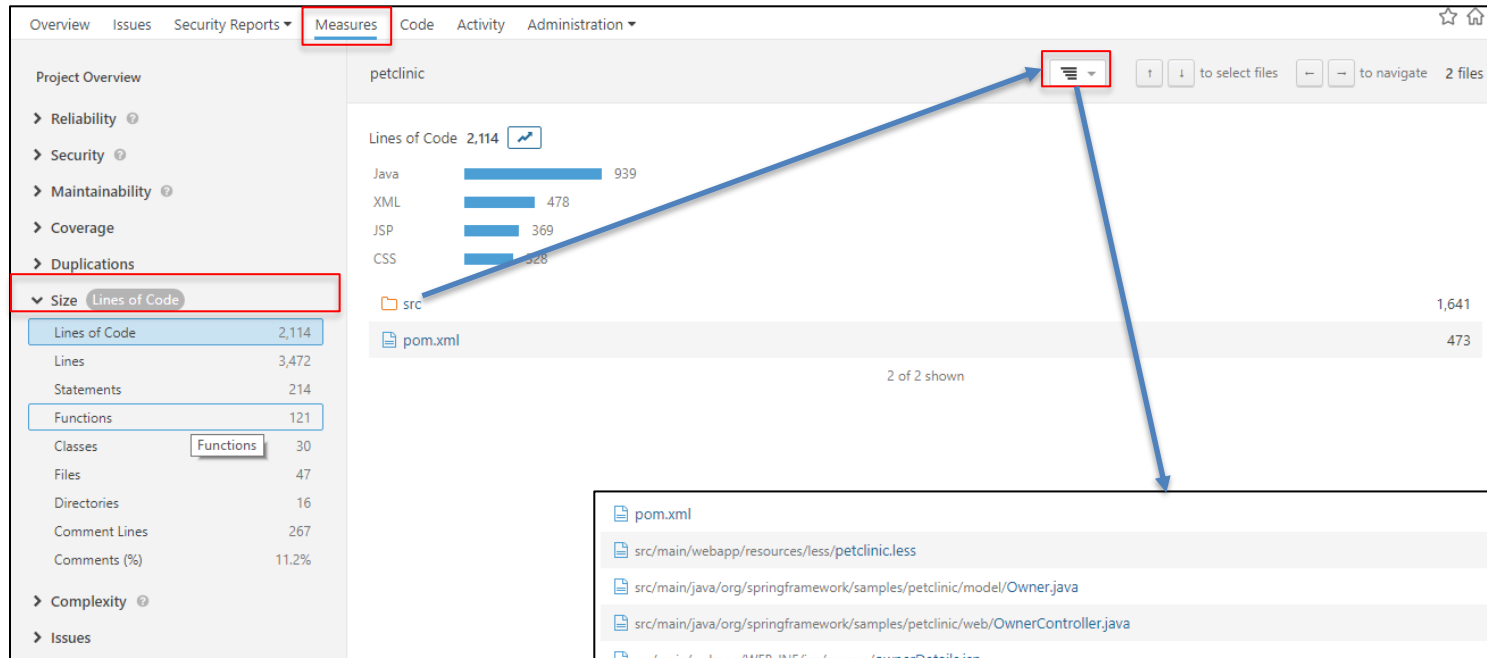 Overview Issues Security Reports Measures Code Activity Administration
Project Overview
Reliability
Security
Maintainability
Coverage
Duplications
Size Lines of Code
Lines of Code 2,114
Lines 3,472
Statements 214
Functions 121
Classes 30
Functions
Files 47
Directories 16
Comment Lines 267
Comments (%) 11.2%
Complexity
Issues
petclinic
↑ ↓ to select files ← → to navigate 2 files
Lines of Code 2,114
Java 939
XML 478
JSP 369
CSS 328
src 1,641
pom.xml 473
2 of 2 shown
pom.xml
src/main/webapp/resources/less/petclinic.less
src/main/java/org/springframework/samples/petclinic/model/Owner.java
src/main/java/org/springframework/samples/petclinic/web/OwnerController.java